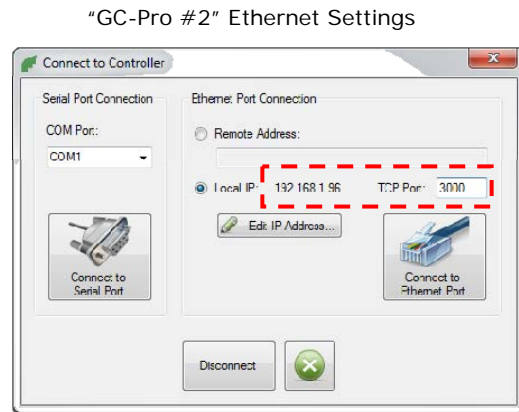 “GC-Pro #2” Ethernet Settings
Connect to Controller
Serial Port Connection
COM Port:
COM1
Connect to
Serial Port
Ethernet Port Connection
Remote Address:
Local IP: 192.168.1.96 TCP Port: 3000
Edit IP Address...
Connect to
Ethernet Port
Disconnect